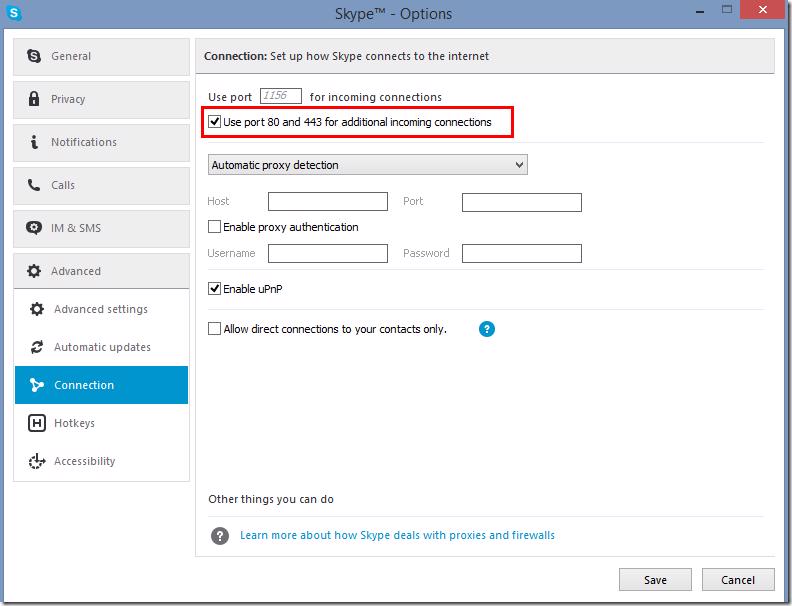 Skype™ - Options
General
Privacy
Notifications
Calls
IM & SMS
Advanced
Advanced settings
Automatic updates
Connection
Hotkeys
Accessibility
Connection: Set up how Skype connects to the internet
Use port 1156 for incoming connections
Use port 80 and 443 for additional incoming connections
Automatic proxy detection
Host Port
Enable proxy authentication
Username Password
Enable uPnP
Allow direct connections to your contacts only. ?
Other things you can do
? Learn more about how Skype deals with proxies and firewalls
Save Cancel